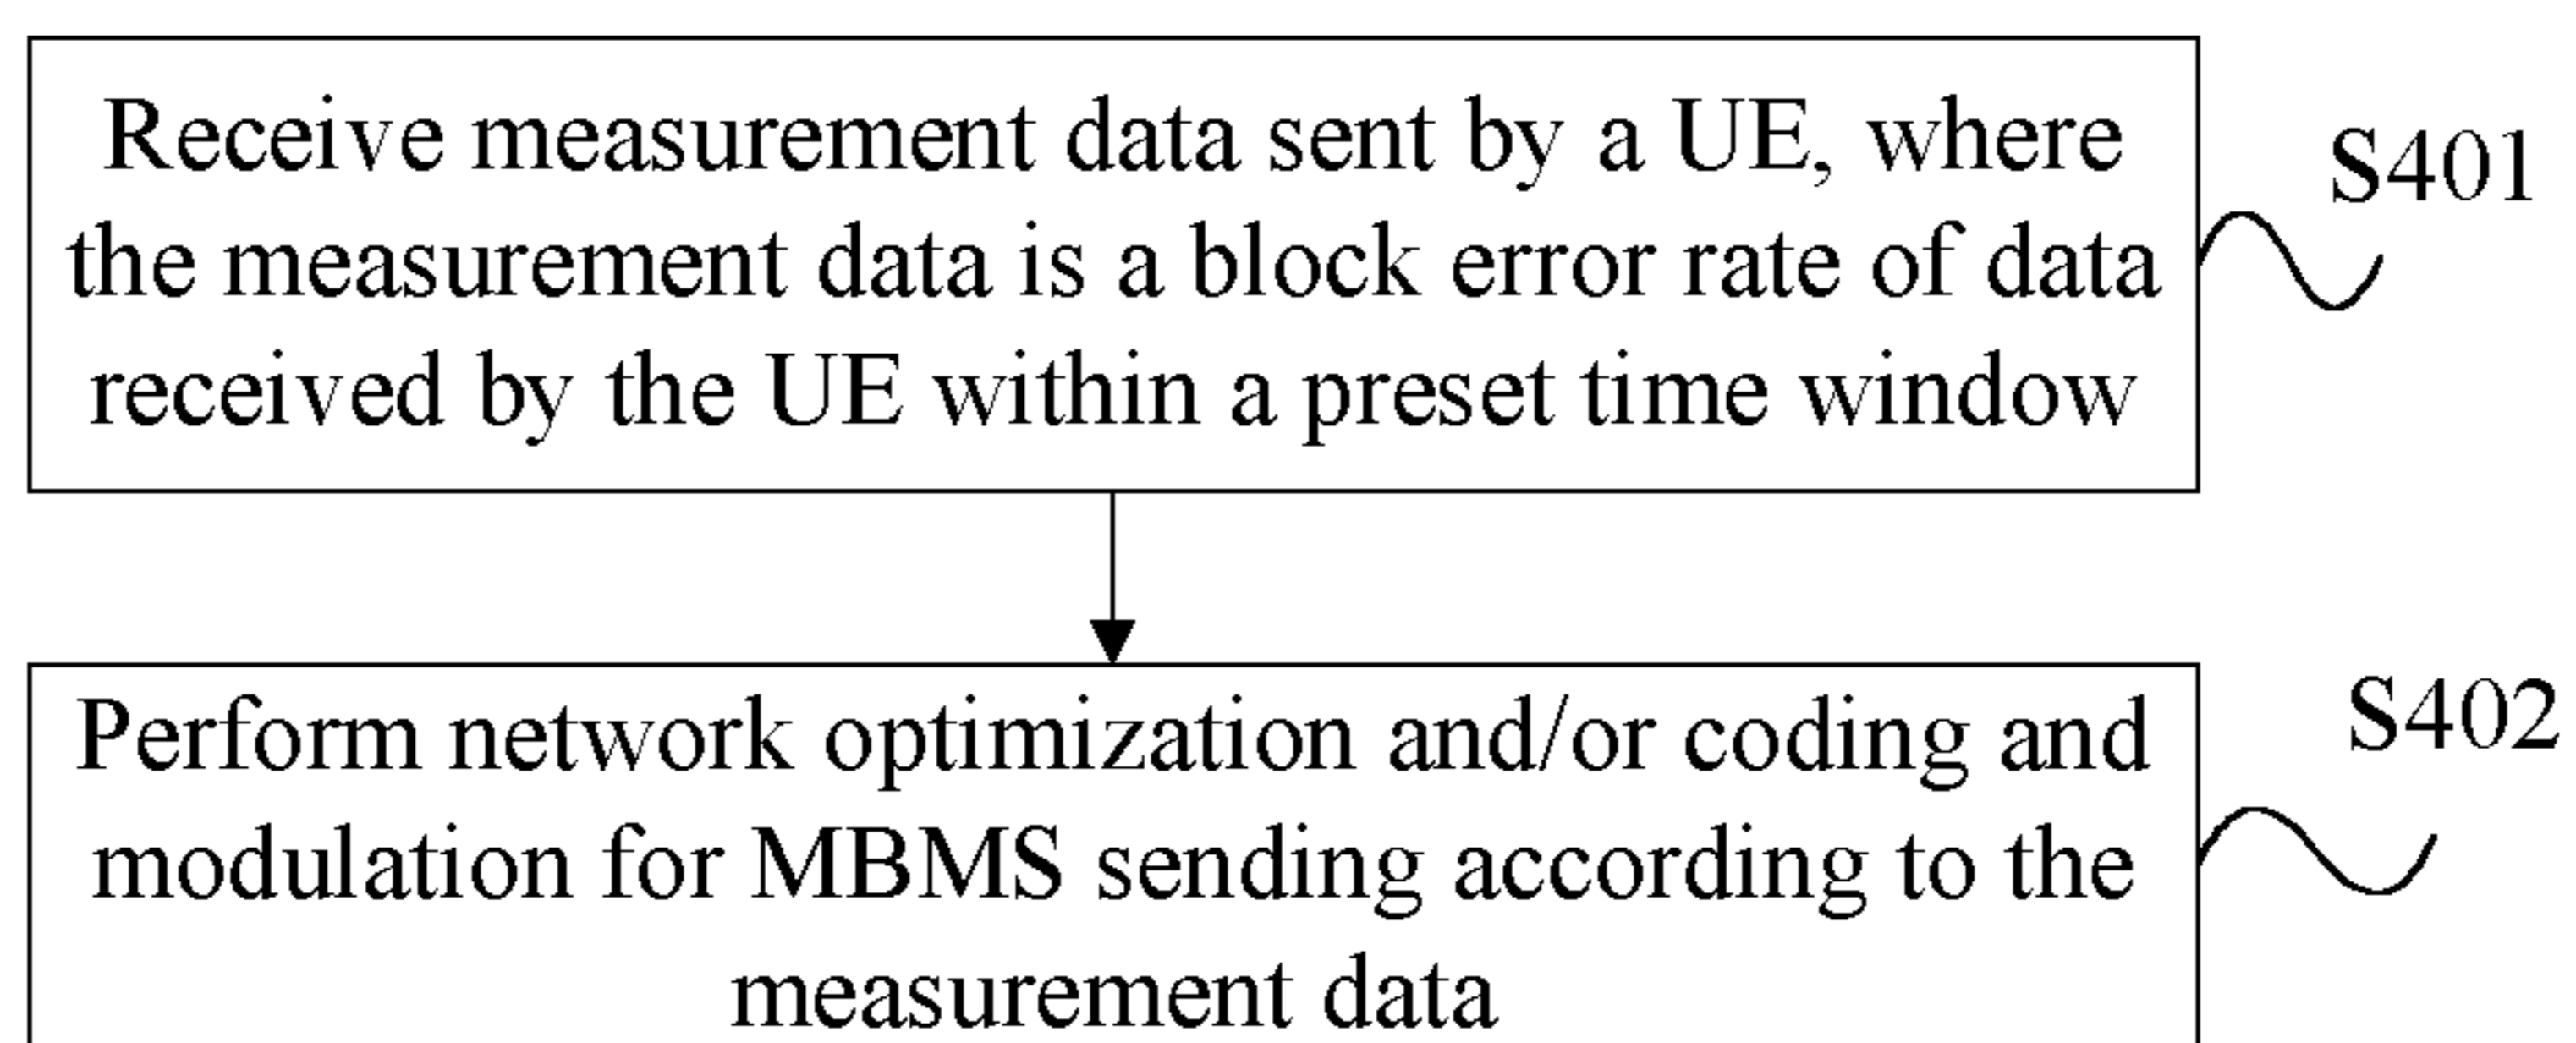 Receive measurement data sent by a UE, where
the measurement data is a block error rate of data
received by the UE within a preset time window
S401
Perform network optimization and/or coding and
modulation for MBMS sending according to the
measurement data
S402